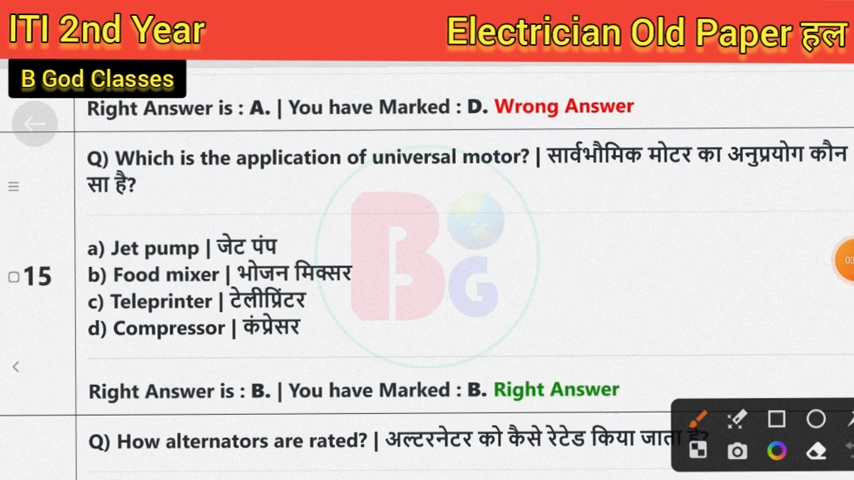 ITI 2nd Year
Electrician Old Paper हल
B God Classes
Right Answer is : A. | You have Marked : D. Wrong Answer
Q) Which is the application of universal motor? | सार्वभौमिक मोटर का अनुप्रयोग कौन
सा है?
15
a) Jet pump | जेट पंप
b) Food mixer | भोजन मिक्सर
c) Teleprinter | टेलीप्रिंटर
d) Compressor | कंप्रेसर
BG
Right Answer is : B. | You have Marked : B. Right Answer
Q) How alternators are rated? | अल्टरनेटर को कैसे रेटेड किया जाता है?
03